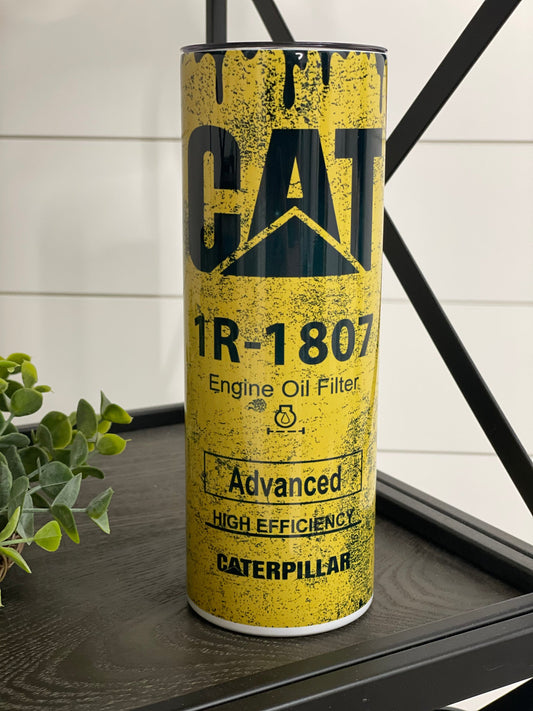 CAT
1R-1807
Engine Oil Filter
Advanced
HIGH EFFICIENCY
CATERPILLAR